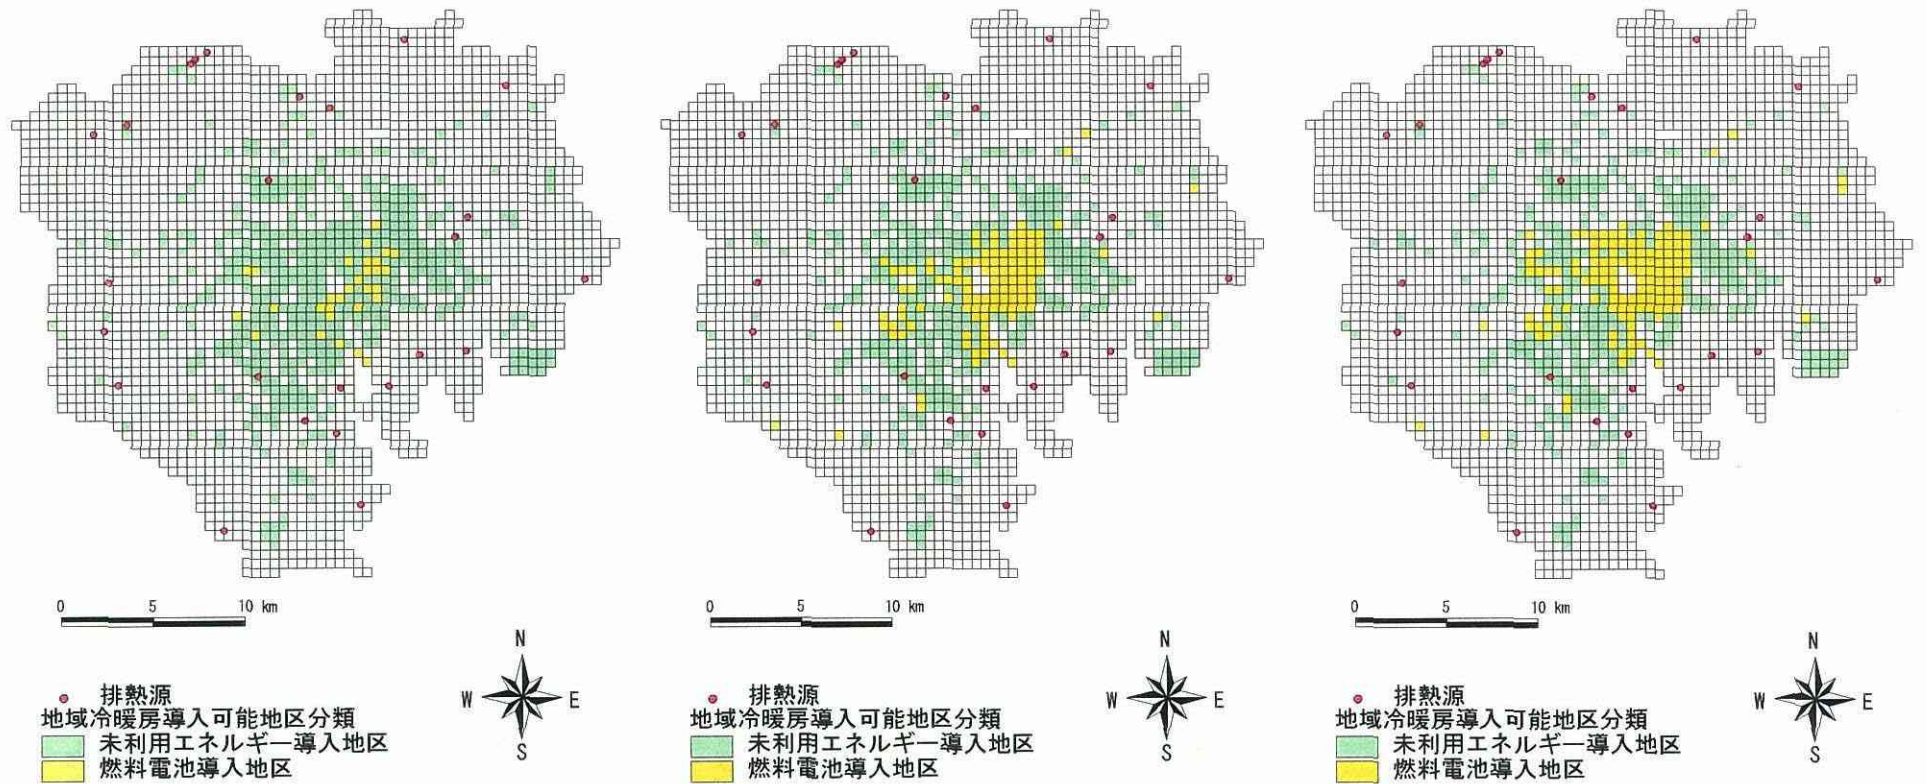 0 5 10 km
N
W E
S
排熱源
地域冷暖房導入可能地区分類
未利用エネルギー導入地区
燃料電池導入地区
0 5 10 km
N
W E
S
排熱源
地域冷暖房導入可能地区分類
未利用エネルギー導入地区
燃料電池導入地区
0 5 10 km
N
W E
S
排熱源
地域冷暖房導入可能地区分類
未利用エネルギー導入地区
燃料電池導入地区